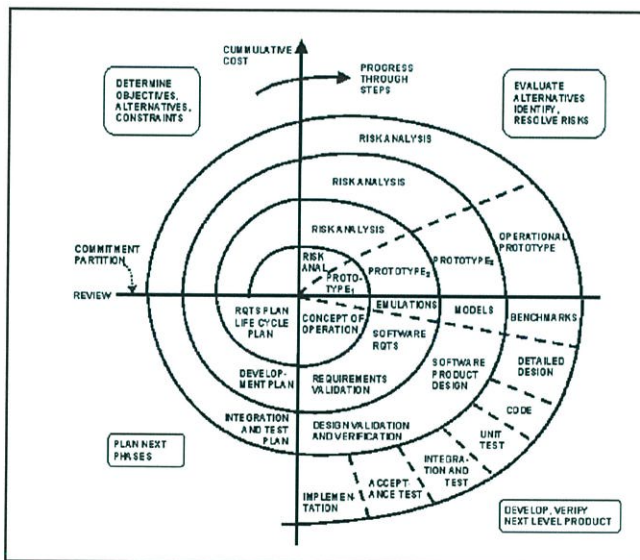 CUMMULATIVE
COST
PROGRESS
THROUGH
STEPS
DETERMINE
OBJECTIVES,
ALTERNATIVES,
CONSTRAINTS
EVALUATE
ALTERNATIVES
IDENTIFY,
RESOLVE RISKS
RISK ANALYSIS
RISK ANALYSIS
RISK ANALYSIS
RISK
ANAL.
OPERATIONAL
PROTOTYPE
COMMITMENT
PARTITION
PROTO-
TYPE1
PROTOTYPE2
PROTOTYPE3
REVIEW
EMULATIONS
MODELS
BENCHMARKS
RQTS PLAN
LIFE CYCLE
PLAN
CONCEPT OF
OPERATION
SOFTWARE
RQTS
SOFTWARE
PRODUCT
DESIGN
DETAILED
DESIGN
DEVELOP-
MENT PLAN
REQUIREMENTS
VALIDATION
CODE
INTEGRATION
AND TEST
PLAN
DESIGN VALIDATION
AND VERIFICATION
UNIT
TEST
PLAN NEXT
PHASES
INTEGRA-
TION AND
TEST
ACCEPT-
ANCE TEST
IMPLEMEN-
TATION
DEVELOP, VERIFY
NEXT LEVEL PRODUCT